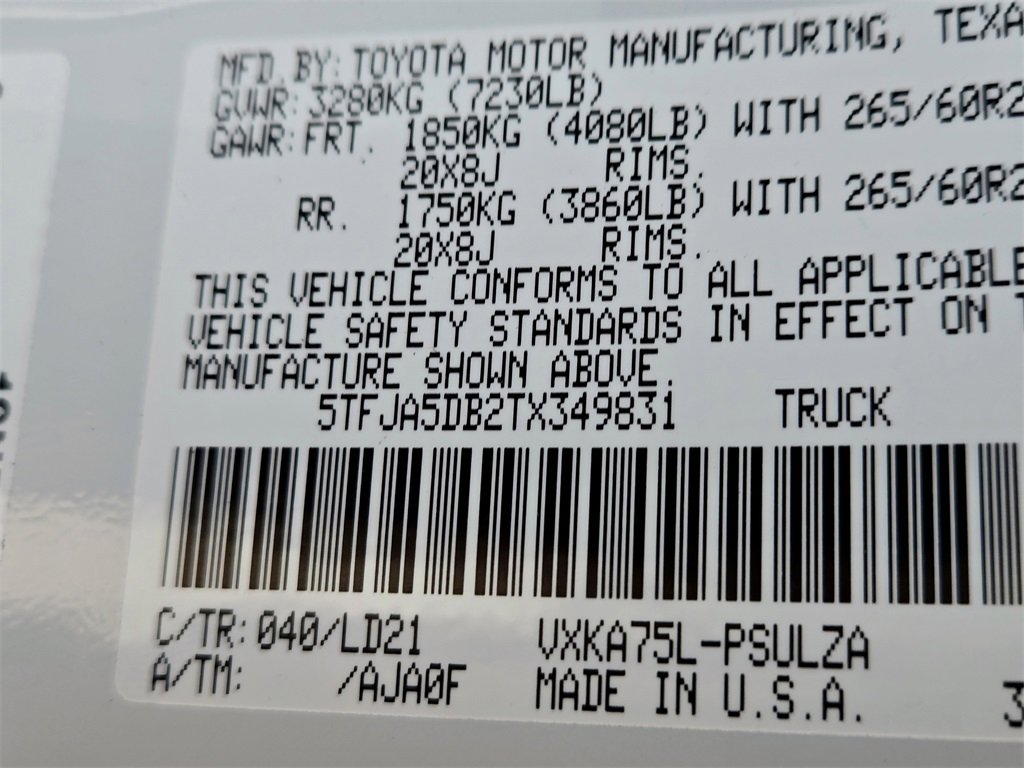 MFD. BY: TOYOTA MOTOR MANUFACTURING, TEXA
GVWR: 3280KG (7230LB)
GAWR: FRT. 1850KG (4080LB) WITH 265/60R2
20X8J RIMS.
RR. 1750KG (3860LB) WITH 265/60R2
20X8J RIMS.
THIS VEHICLE CONFORMS TO ALL APPLICABLE
VEHICLE SAFETY STANDARDS IN EFFECT ON T
MANUFACTURE SHOWN ABOVE.
5TFJA5DB2TX349831 TRUCK
C/TR: 040/LD21 VXKA75L-PSULZA
A/TM: /AJA0F MADE IN U.S.A. 3